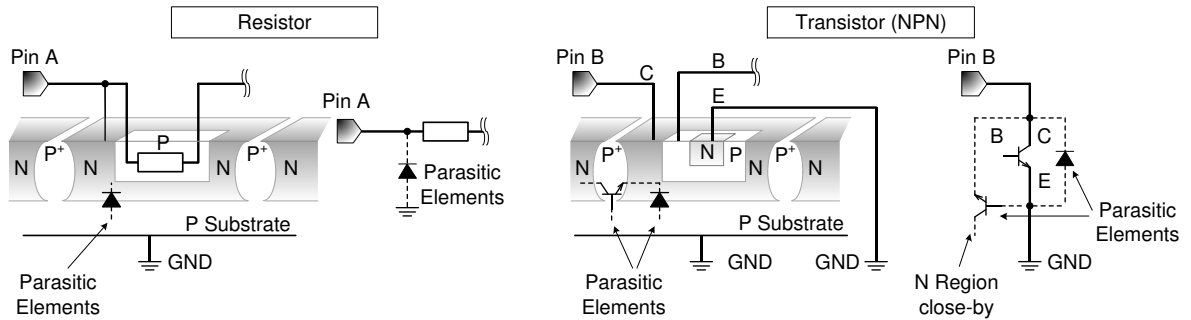 Resistor
Transistor (NPN)
Pin A
Pin B
C
B
E
Pin B
Pin A
N
P+
N
P
N
P+
N
Parasitic
Elements
P Substrate
GND
Parasitic
Elements
N
P+
N
N
P
N
P+
N
P Substrate
GND
GND
Parasitic
Elements
B
C
E
Parasitic
Elements
GND
N Region
close-by